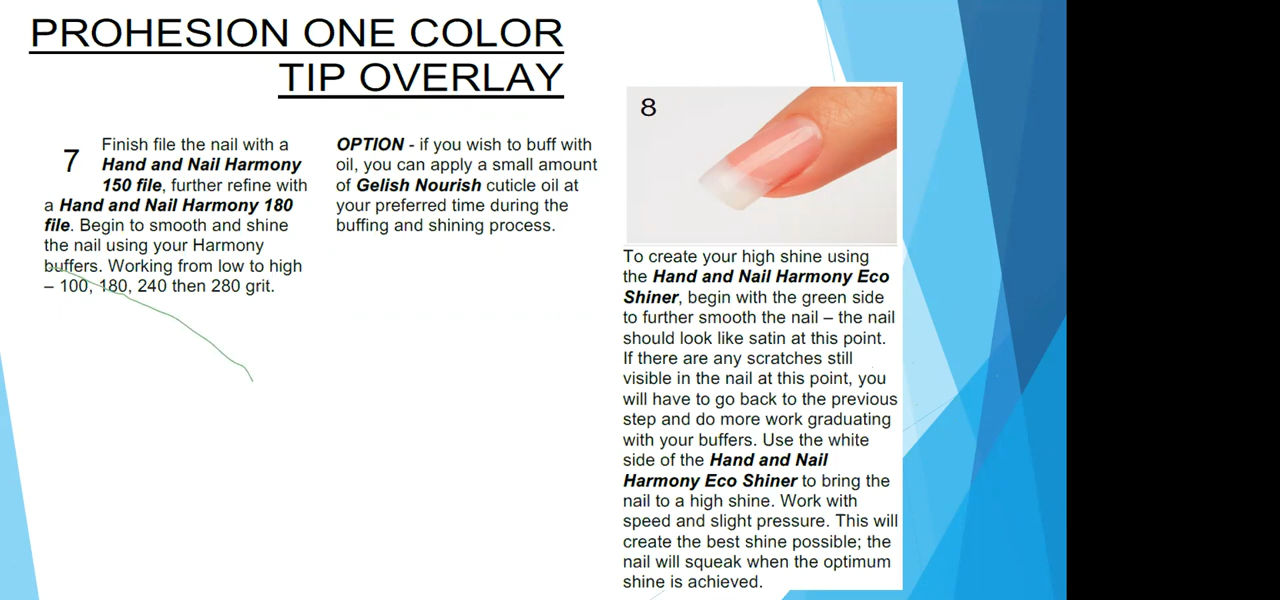 PROHESION ONE COLOR
TIP OVERLAY
7
Finish file the nail with a
Hand and Nail Harmony
150 file, further refine with
a Hand and Nail Harmony 180
file. Begin to smooth and shine
the nail using your Harmony
buffers. Working from low to high
– 100, 180, 240 then 280 grit.
OPTION - if you wish to buff with
oil, you can apply a small amount
of Gelish Nourish cuticle oil at
your preferred time during the
buffing and shining process.
8
To create your high shine using
the Hand and Nail Harmony Eco
Shiner, begin with the green side
to further smooth the nail – the nail
should look like satin at this point.
If there are any scratches still
visible in the nail at this point, you
will have to go back to the previous
step and do more work graduating
with your buffers. Use the white
side of the Hand and Nail
Harmony Eco Shiner to bring the
nail to a high shine. Work with
speed and slight pressure. This will
create the best shine possible; the
nail will squeak when the optimum
shine is achieved.